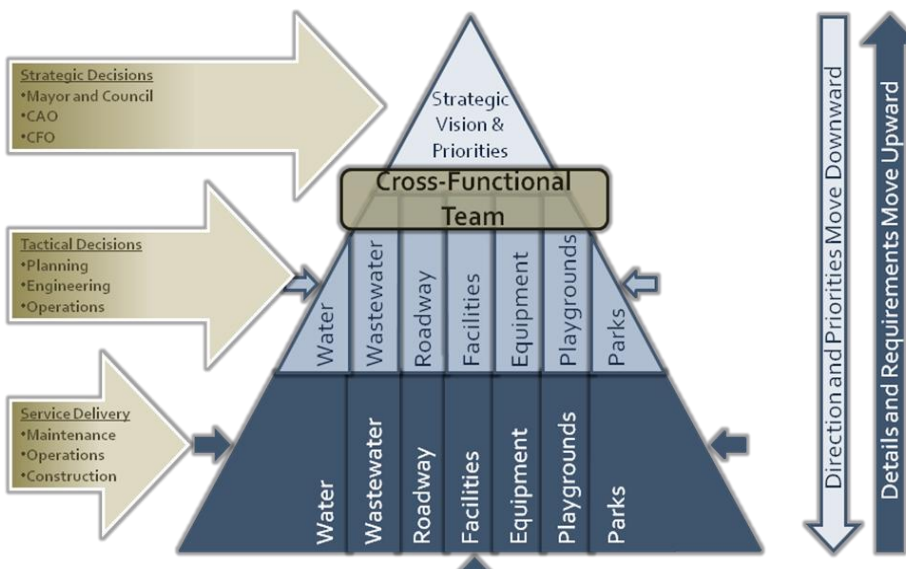 Strategic Decisions
•Mayor and Council
•CAO
•CFO
Strategic
Vision &
Priorities
Cross-Functional
Team
Tactical Decisions
•Planning
•Engineering
•Operations
Water
Wastewater
Roadway
Facilities
Equipment
Playgrounds
Parks
Service Delivery
•Maintenance
•Operations
•Construction
Water
Wastewater
Roadway
Facilities
Equipment
Playgrounds
Parks
Direction and Priorities Move Downward
Details and Requirements Move Upward